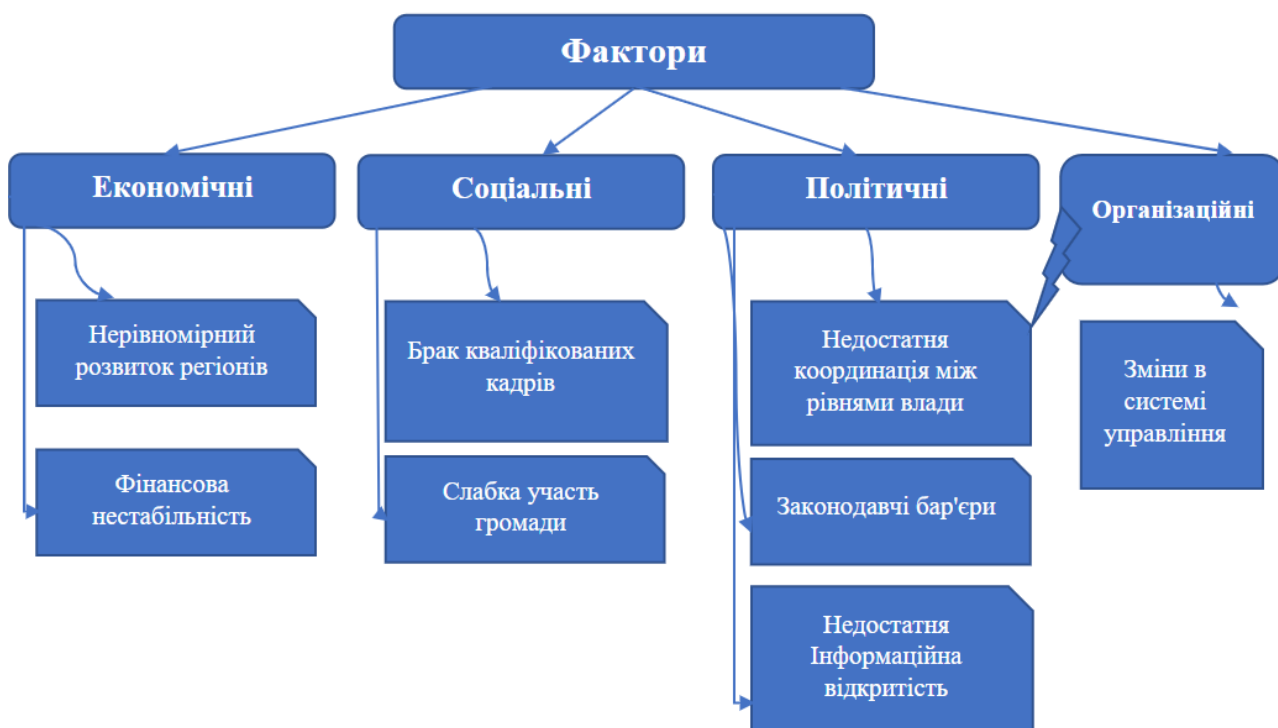 Фактори
Економічні
Соціальні
Політичні
Організаційні
Нерівномірний
розвиток регіонів
Брак кваліфікованих
кадрів
Недостатня
координація між
рівнями влади
Зміни в
системі
управління
Фінансова
нестабільність
Слабка участь
громади
Законодавчі бар'єри
Недостатня
Інформаційна
відкритість